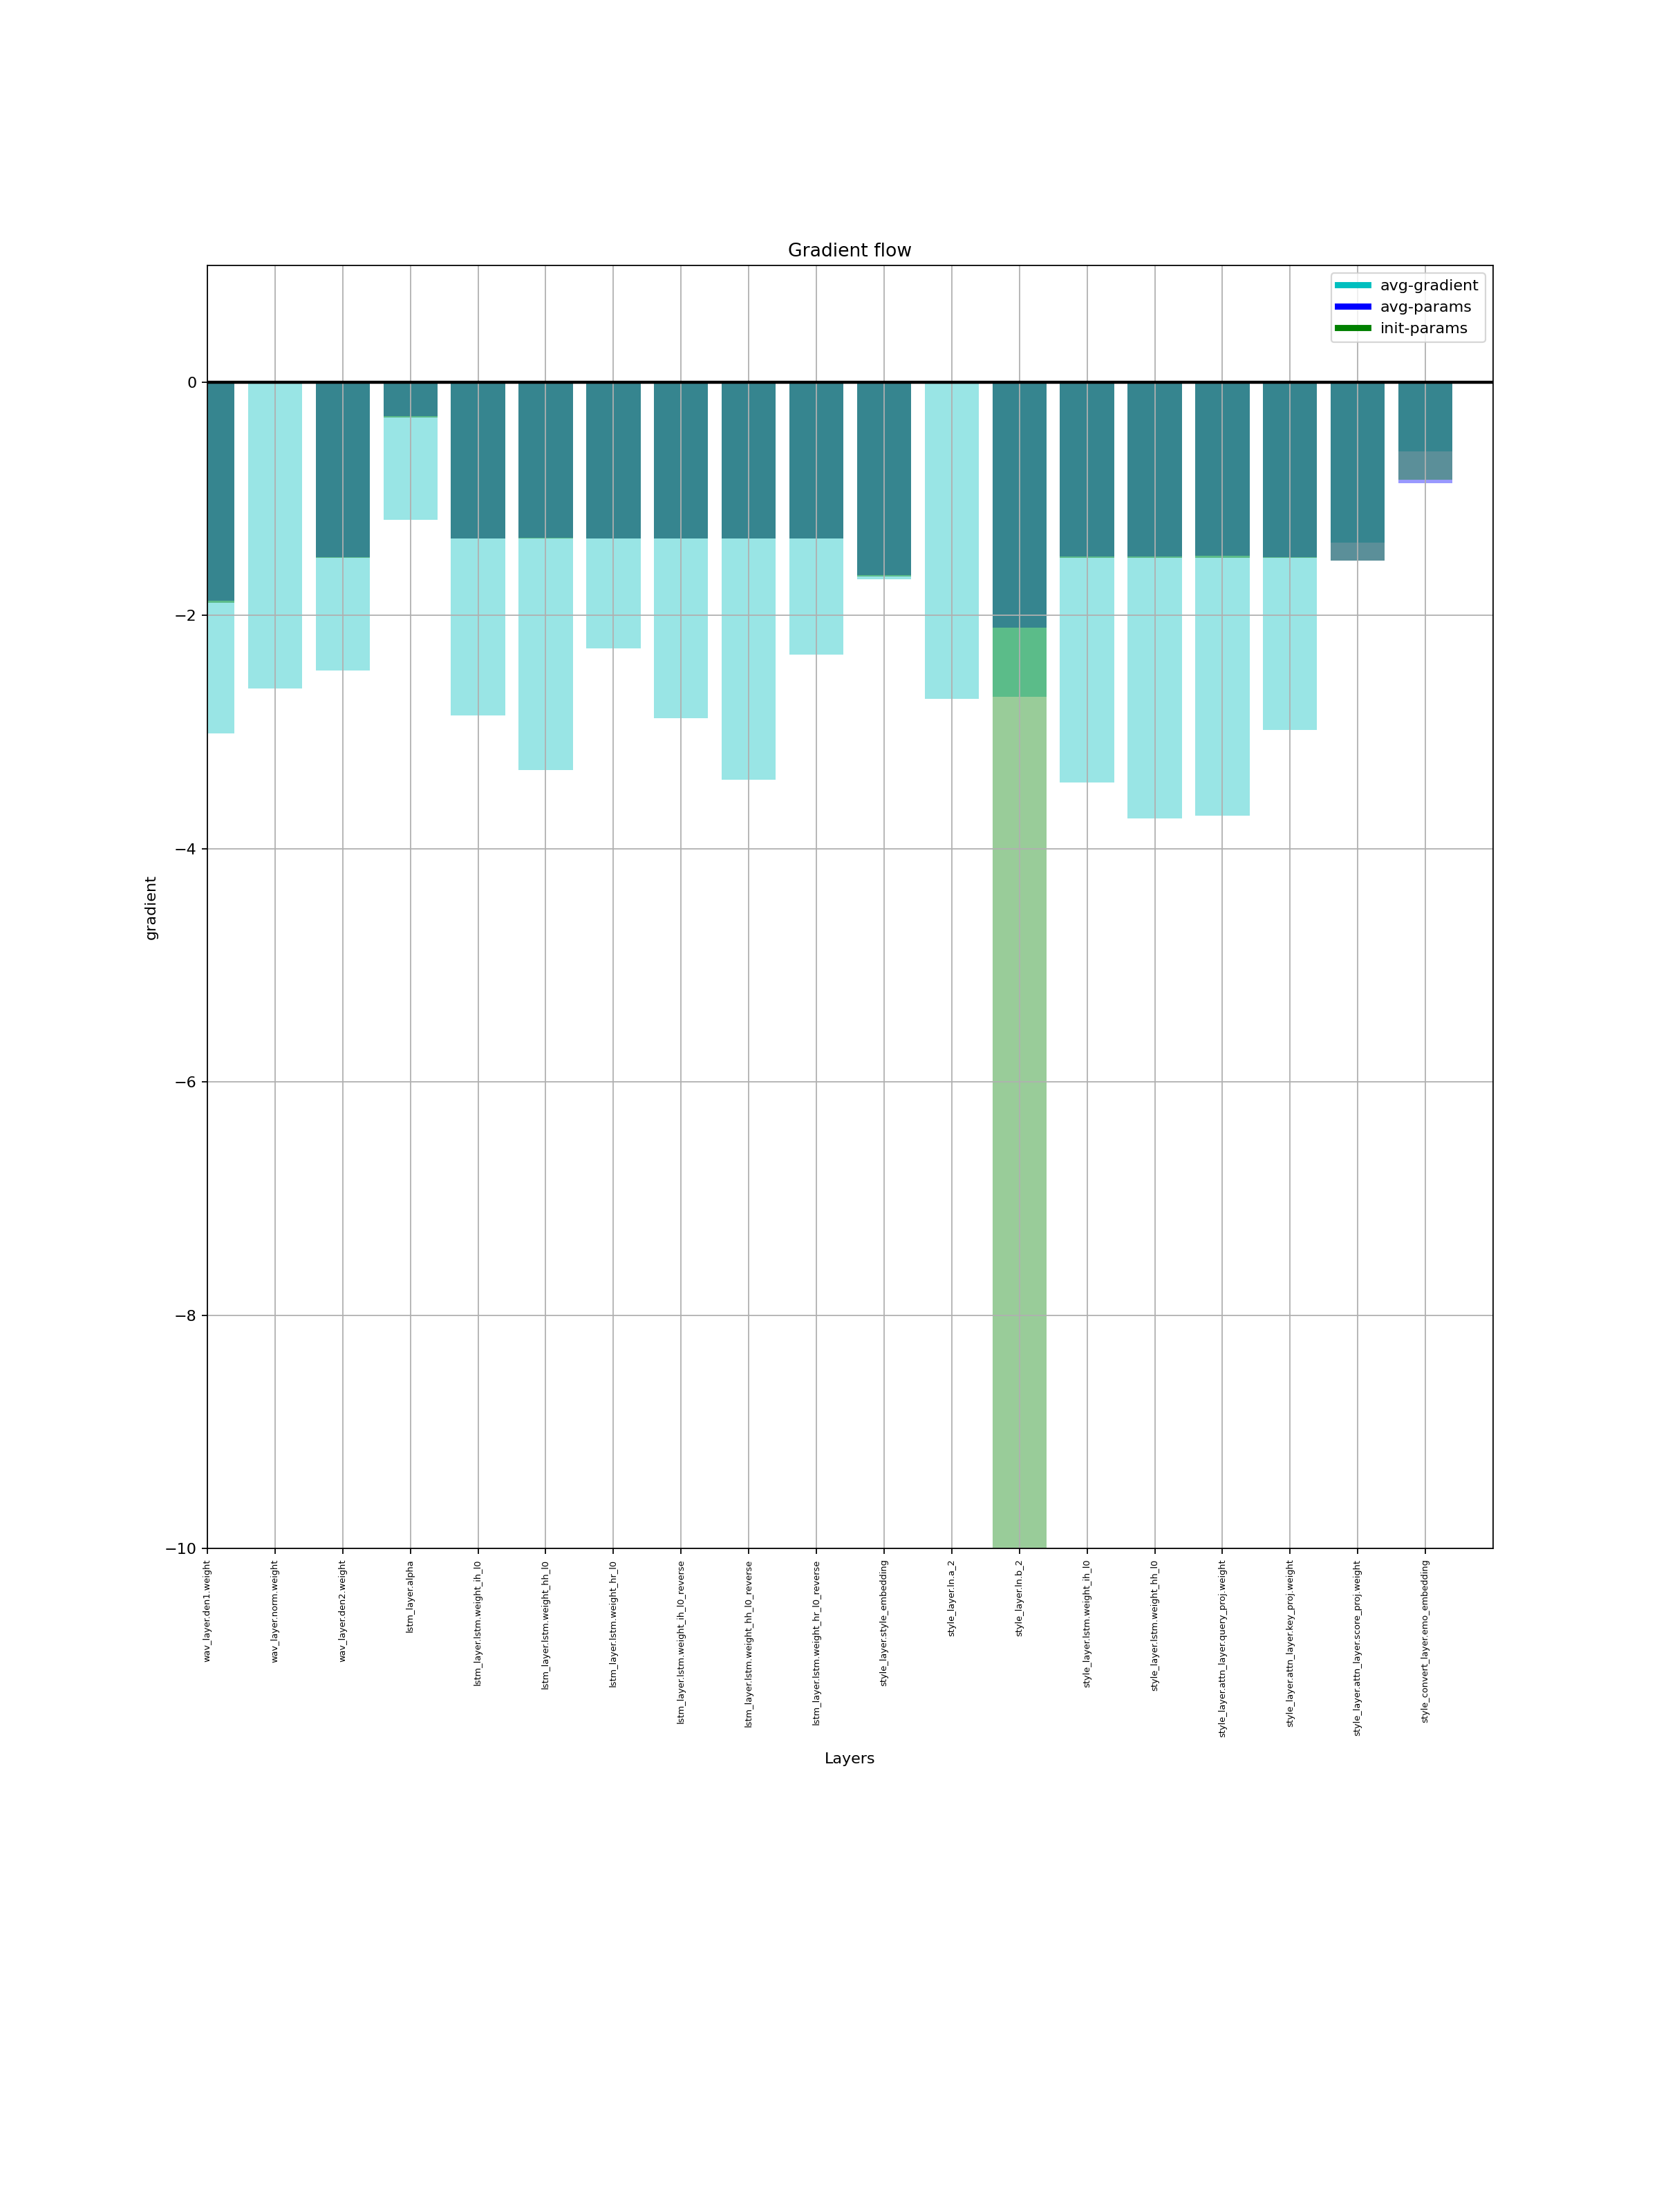 Gradient flow
avg-gradient
avg-params
init-params
0
−2
−4
−6
−8
−10
gradient
wav_layer.den1.weight
wav_layer.norm.weight
wav_layer.den2.weight
lstm_layer.alpha
lstm_layer.lstm.weight_ih_l0
lstm_layer.lstm.weight_hh_l0
lstm_layer.lstm.weight_hr_l0
lstm_layer.lstm.weight_ih_l0_reverse
lstm_layer.lstm.weight_hh_l0_reverse
lstm_layer.lstm.weight_hr_l0_reverse
style_layer.style_embedding
style_layer.ln.a_2
style_layer.ln.b_2
style_layer.lstm.weight_ih_l0
style_layer.lstm.weight_hh_l0
style_layer.attn_layer.query_proj.weight
style_layer.attn_layer.key_proj.weight
style_layer.attn_layer.score_proj.weight
style_convert_layer.emo_embedding
Layers